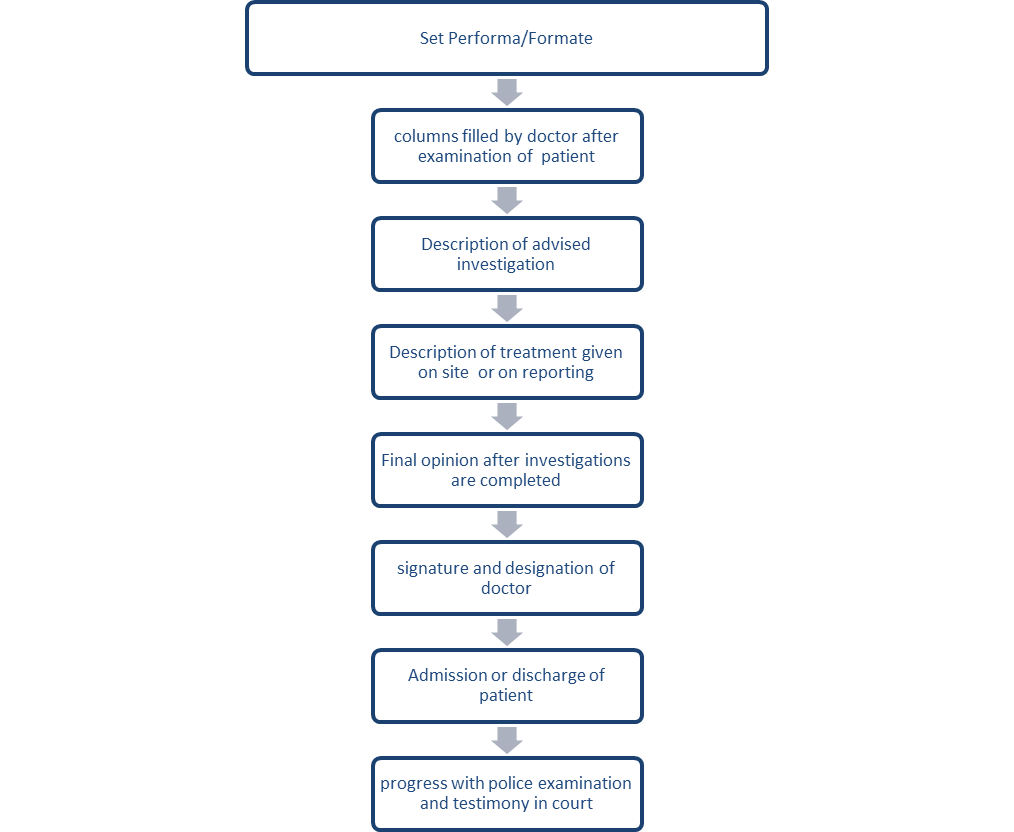 Set Performa/Formate
columns filled by doctor after
examination of  patient
Description of advised
investigation
Description of treatment given
on site  or on reporting
Final opinion after investigations
are completed
signature and designation of
doctor
Admission or discharge of
patient
progress with police examination
and testimony in court